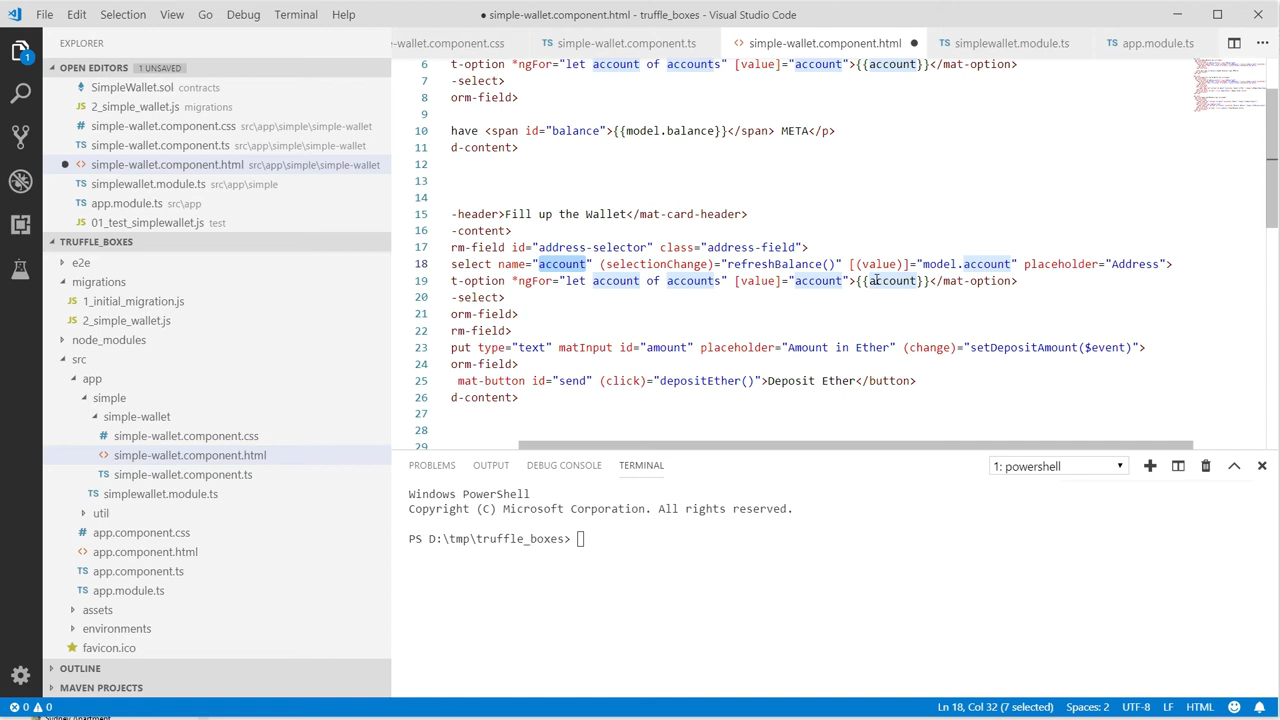 File Edit Selection View Go Debug Terminal Help
● simple-wallet.component.html - truffle_boxes - Visual Studio Code
EXPLORER
-wallet.component.css
TS simple-wallet.component.ts
<> simple-wallet.component.html ●
TS simplewallet.module.ts
TS app.module.ts
OPEN EDITORS 1 UNSAVED
SimpleWallet.sol contracts
2_simple_wallet.js migrations
# simple-wallet.component.css src\app\simple\simple-wallet
TS simple-wallet.component.ts src\app\simple\simple-wallet
● <> simple-wallet.component.html src\app\simple\simple-wallet
TS simplewallet.module.ts src\app\simple
TS app.module.ts src\app
01_test_simplewallet.js test
TRUFFLE_BOXES
e2e
migrations
1_initial_migration.js
2_simple_wallet.js
node_modules
src
app
simple
simple-wallet
# simple-wallet.component.css
<> simple-wallet.component.html
TS simple-wallet.component.ts
TS simplewallet.module.ts
util
# app.component.css
<> app.component.html
TS app.component.ts
TS app.module.ts
assets
environments
favicon.ico
OUTLINE
MAVEN PROJECTS
6 t-option *ngFor="let account of accounts" [value]="account">{{account}}</mat-option>
7 -select>
8 orm-field>
9
10 have <span id="balance">{{model.balance}}</span> META</p>
11 d-content>
12
13
14
15 -header>Fill up the Wallet</mat-card-header>
16 -content>
17 rm-field id="address-selector" class="address-field">
18 select name="account" (selectionChange)="refreshBalance()" [(value)]="model.account" placeholder="Address">
19 t-option *ngFor="let account of accounts" [value]="account">{{account}}</mat-option>
20 -select>
21 orm-field>
22 rm-field>
23 put type="text" matInput id="amount" placeholder="Amount in Ether" (change)="setDepositAmount($event)">
24 orm-field>
25 mat-button id="send" (click)="depositEther()">Deposit Ether</button>
26 d-content>
27
28
29
PROBLEMS OUTPUT DEBUG CONSOLE TERMINAL
1: powershell
Windows PowerShell
Copyright (C) Microsoft Corporation. All rights reserved.
PS D:\tmp\truffle_boxes>
0 0
Ln 18, Col 32 (7 selected) Spaces: 2 UTF-8 LF HTML